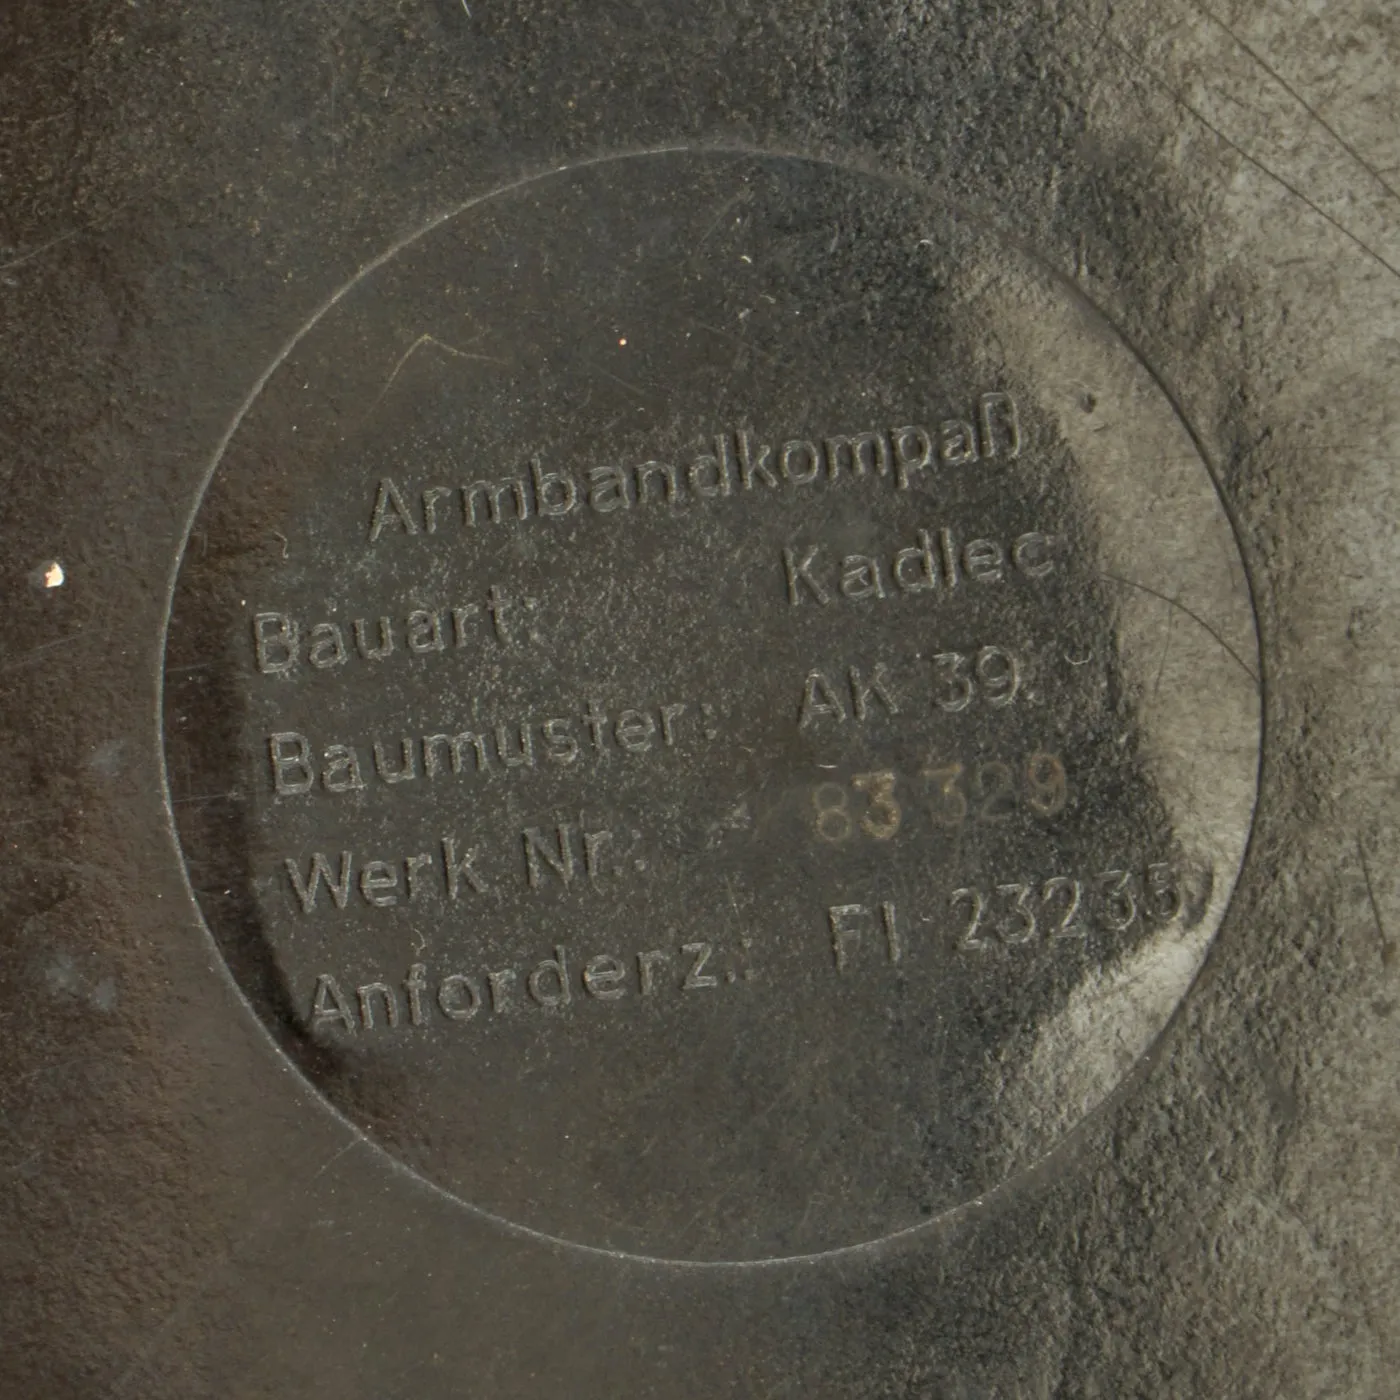 Armbandkompaß
Bauart: Kadlec
Baumuster: AK 39
Werk Nr.: 83329
Anforderz.: Fl 23235